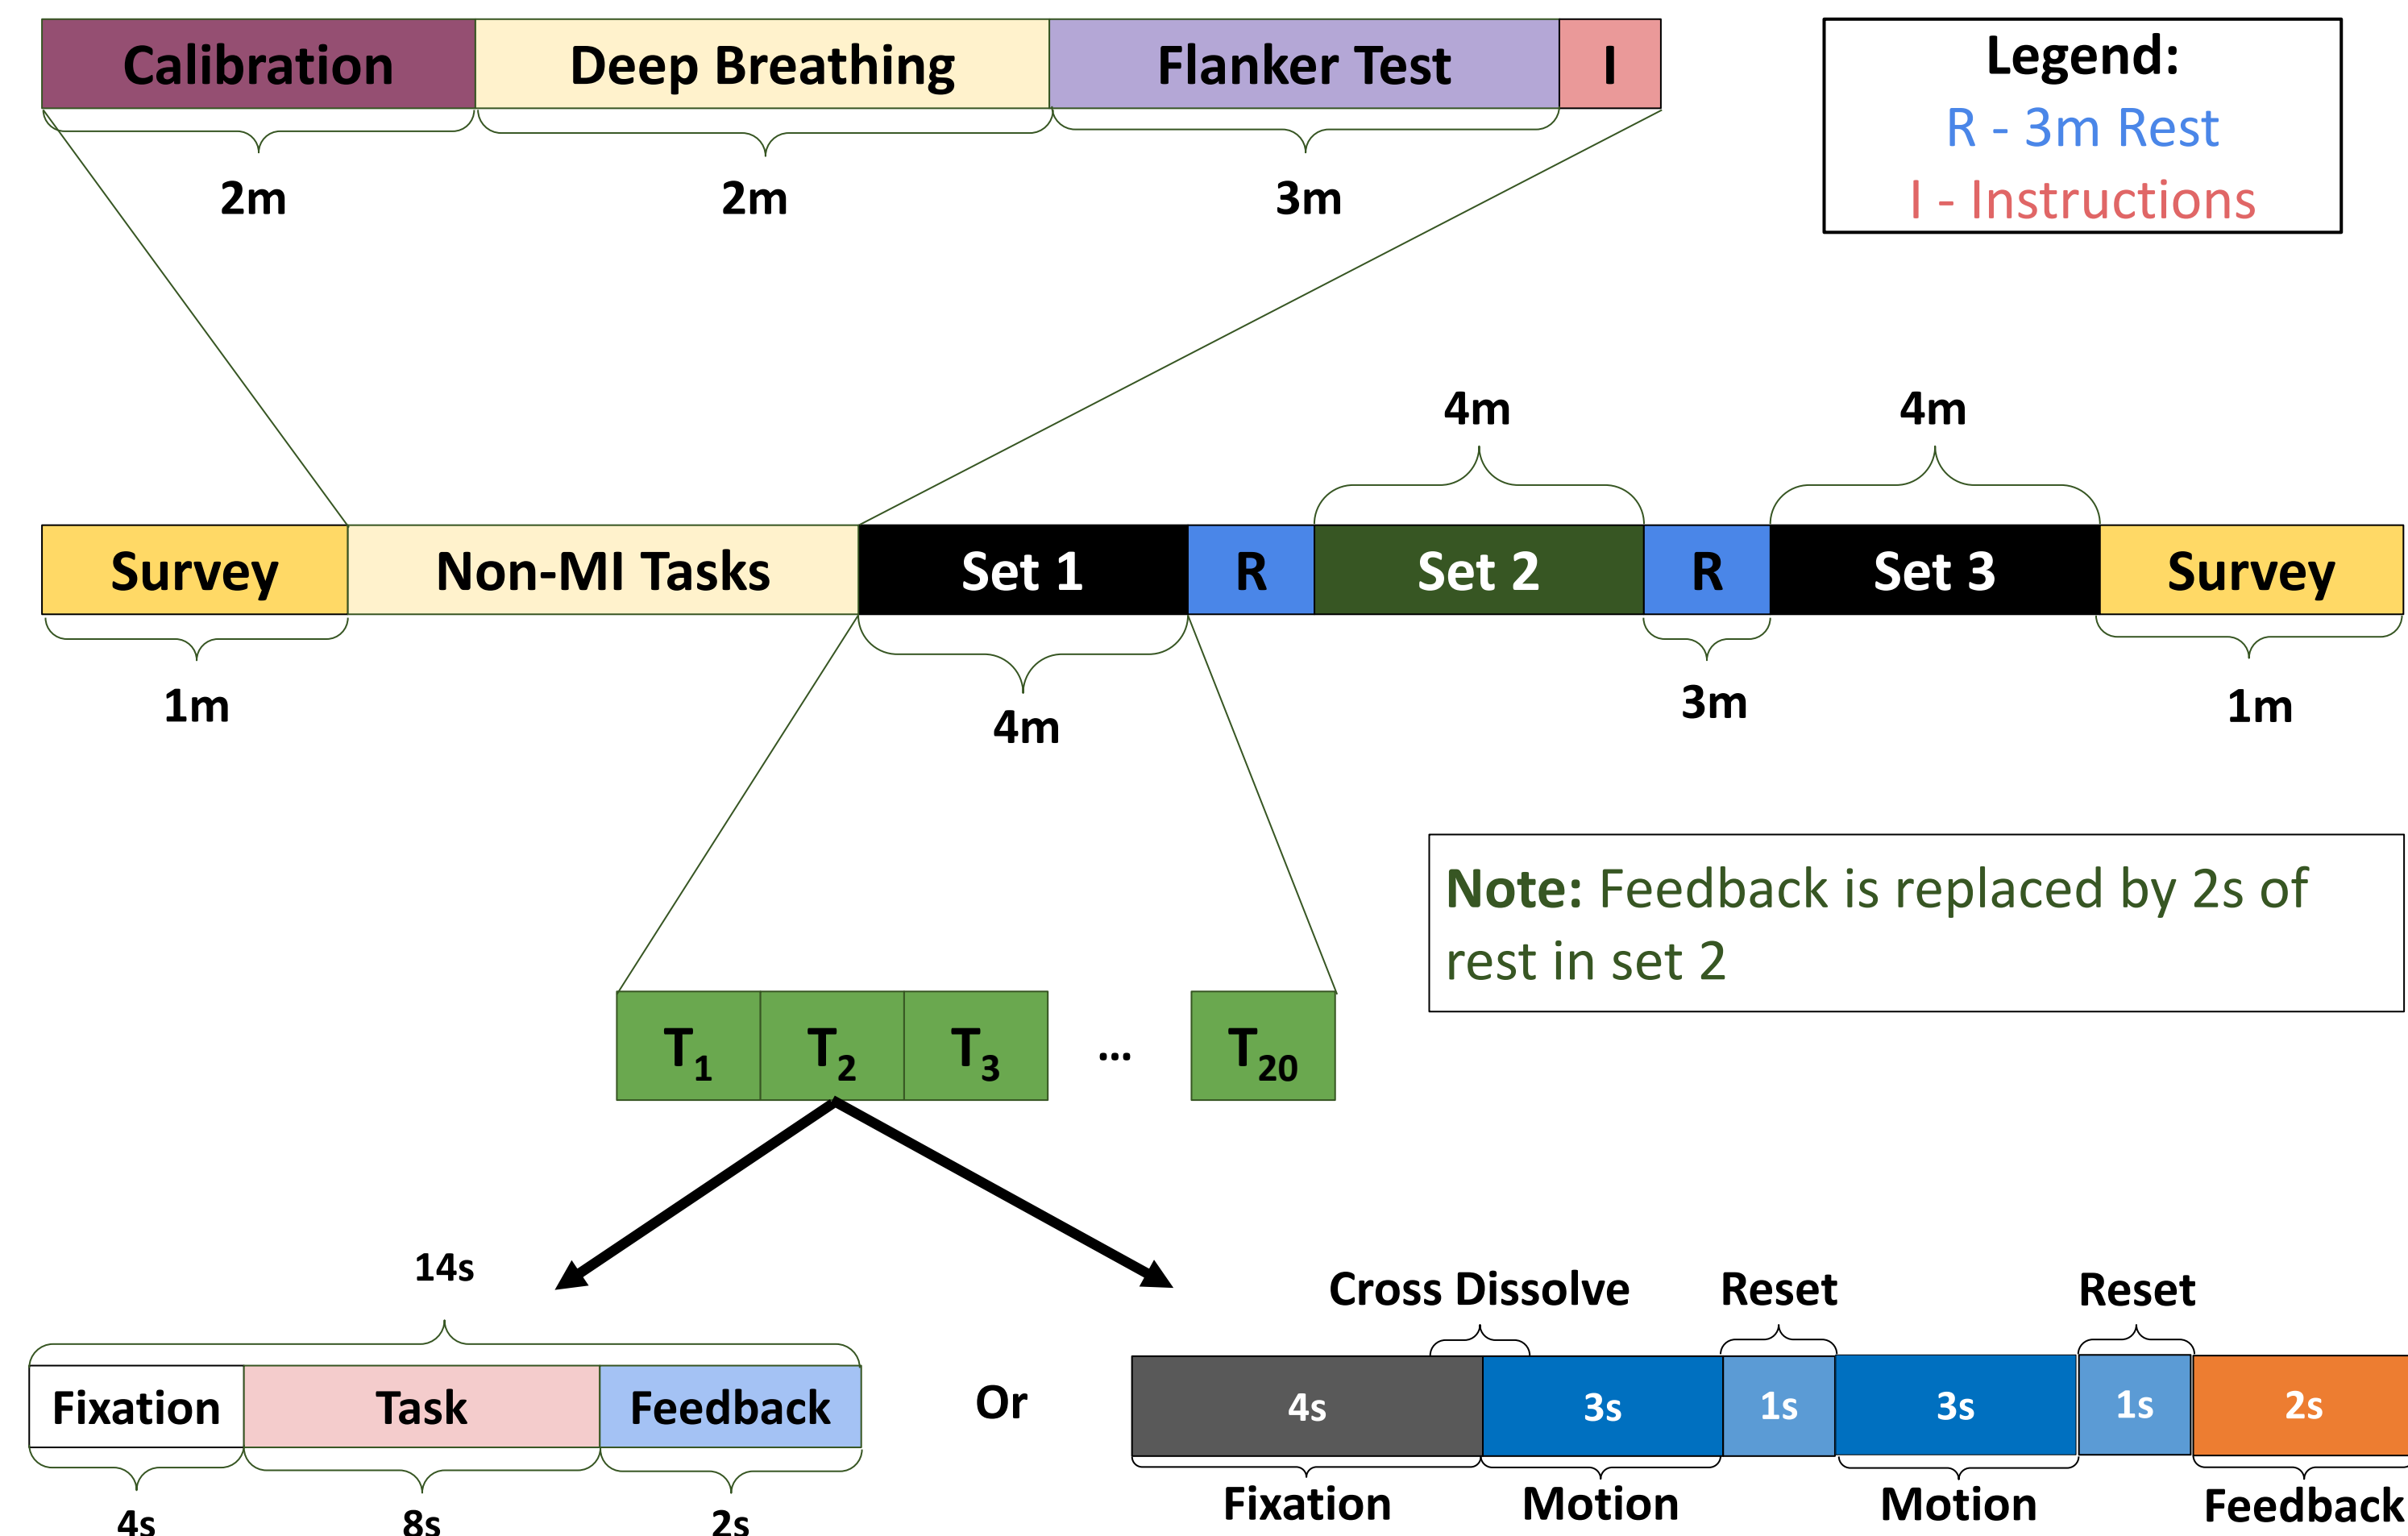 Calibration
Deep Breathing
Flanker Test
I
2m
2m
3m
Legend:
R - 3m Rest
I - Instructions
4m
4m
Survey
Non-MI Tasks
Set 1
R
Set 2
R
Set 3
Survey
1m
4m
3m
1m
Note: Feedback is replaced by 2s of
rest in set 2
T1
T2
T3
...
T20
14s
Fixation
Task
Feedback
4s
8s
2s
Or
Cross Dissolve
Reset
Reset
4s
3s
1s
3s
1s
2s
Fixation
Motion
Motion
Feedback